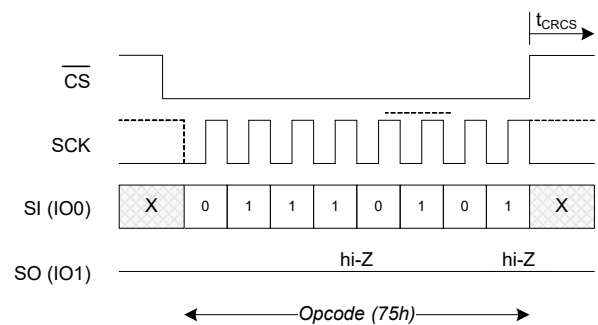 tCRCS
CS
SCK
SI (IO0) X 0 1 1 1 0 1 0 1 X
hi-Z hi-Z
SO (IO1)
Opcode (75h)